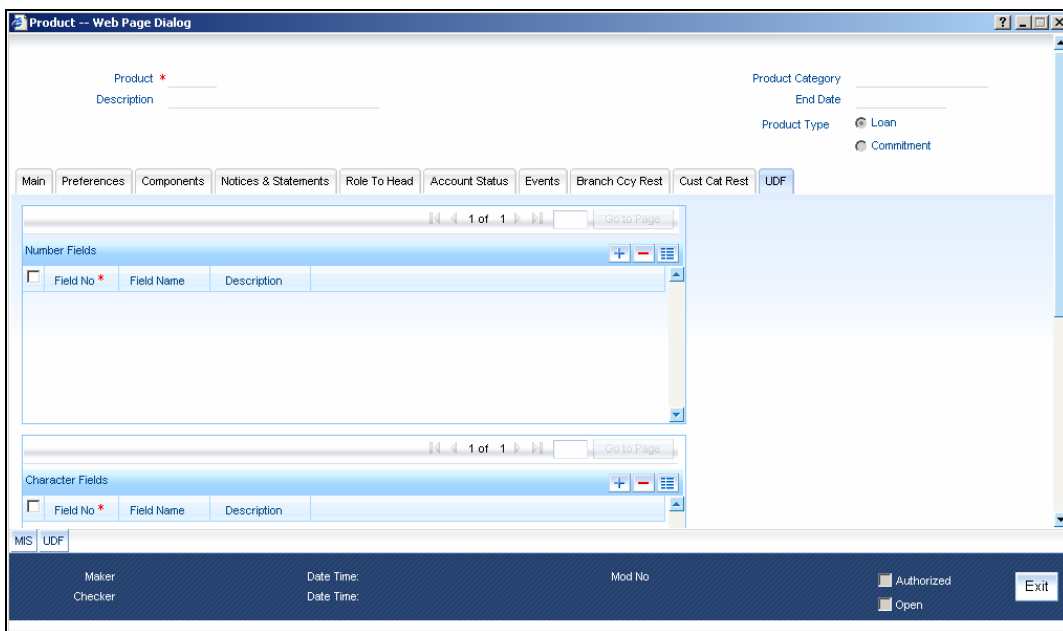 Product -- Web Page Dialog
Product *
Product Category
Description
End Date
Product Type
Loan
Commitment
Main Preferences Components Notices & Statements Role To Head Account Status Events Branch Ccy Rest Cust Cat Rest UDF
1 of 1 Go to Page
Number Fields
Field No * Field Name Description
1 of 1 Go to Page
Character Fields
Field No * Field Name Description
MIS UDF
Maker Date Time: Mod No Authorized
Checker Date Time: Open
Exit